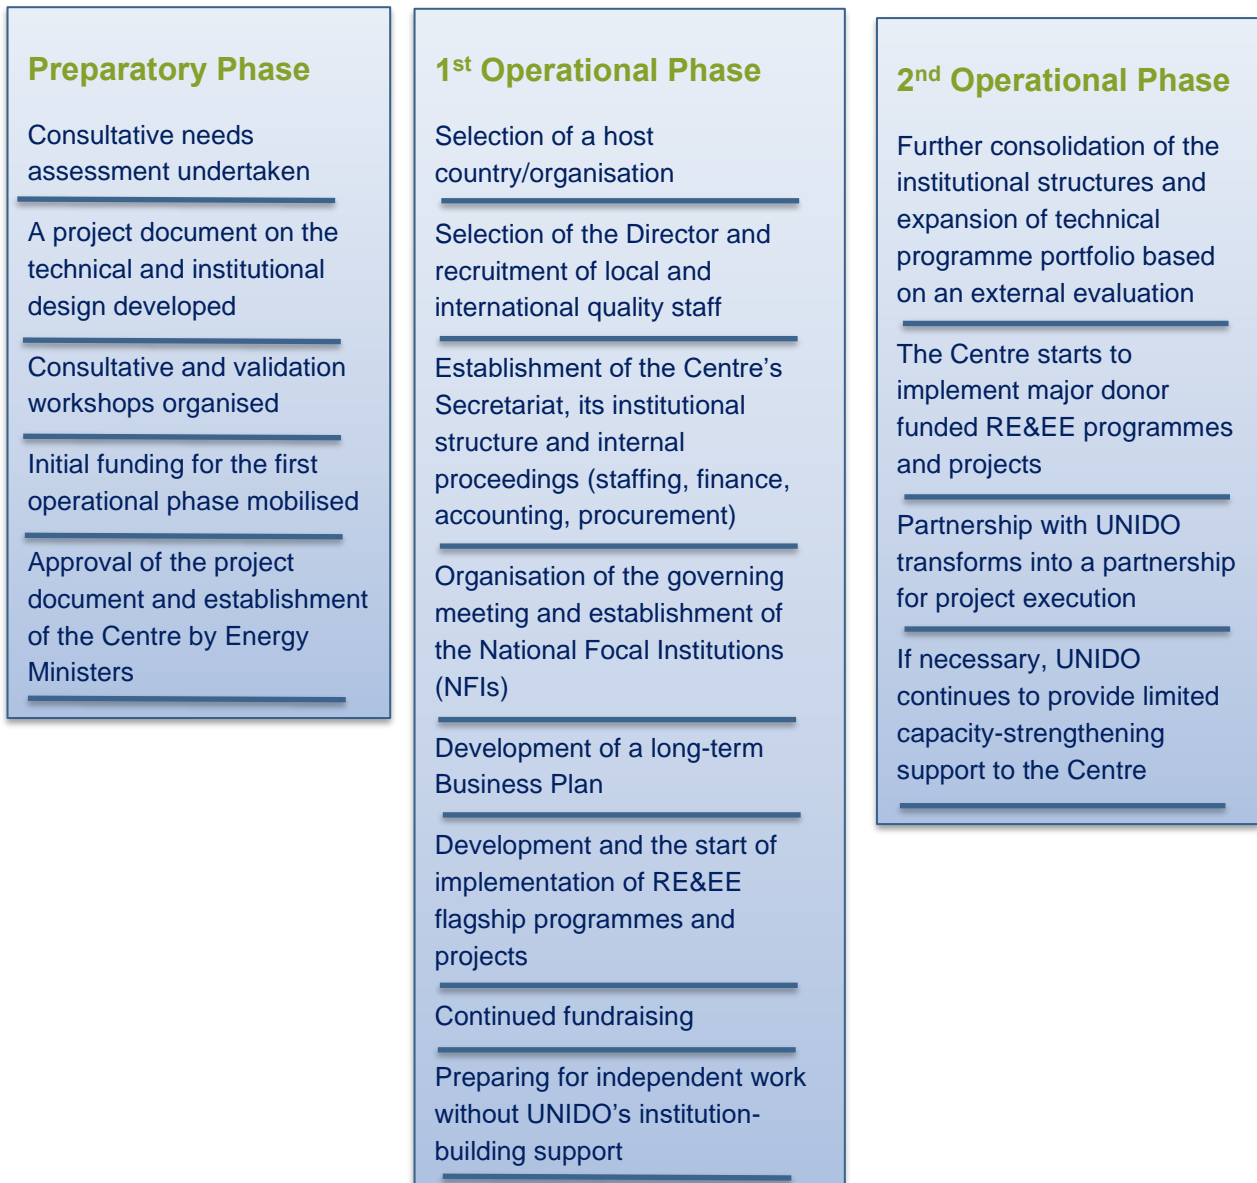 Preparatory Phase
Consultative needs
assessment undertaken
A project document on the
technical and institutional
design developed
Consultative and validation
workshops organised
Initial funding for the first
operational phase mobilised
Approval of the project
document and establishment
of the Centre by Energy
Ministers
1st Operational Phase
Selection of a host
country/organisation
Selection of the Director and
recruitment of local and
international quality staff
Establishment of the Centre’s
Secretariat, its institutional
structure and internal
proceedings (staffing, finance,
accounting, procurement)
Organisation of the governing
meeting and establishment of
the National Focal Institutions
(NFIs)
Development of a long-term
Business Plan
Development and the start of
implementation of RE&EE
flagship programmes and
projects
Continued fundraising
Preparing for independent work
without UNIDO’s institution-
building support
2nd Operational Phase
Further consolidation of the
institutional structures and
expansion of technical
programme portfolio based
on an external evaluation
The Centre starts to
implement major donor
funded RE&EE programmes
and projects
Partnership with UNIDO
transforms into a partnership
for project execution
If necessary, UNIDO
continues to provide limited
capacity-strengthening
support to the Centre